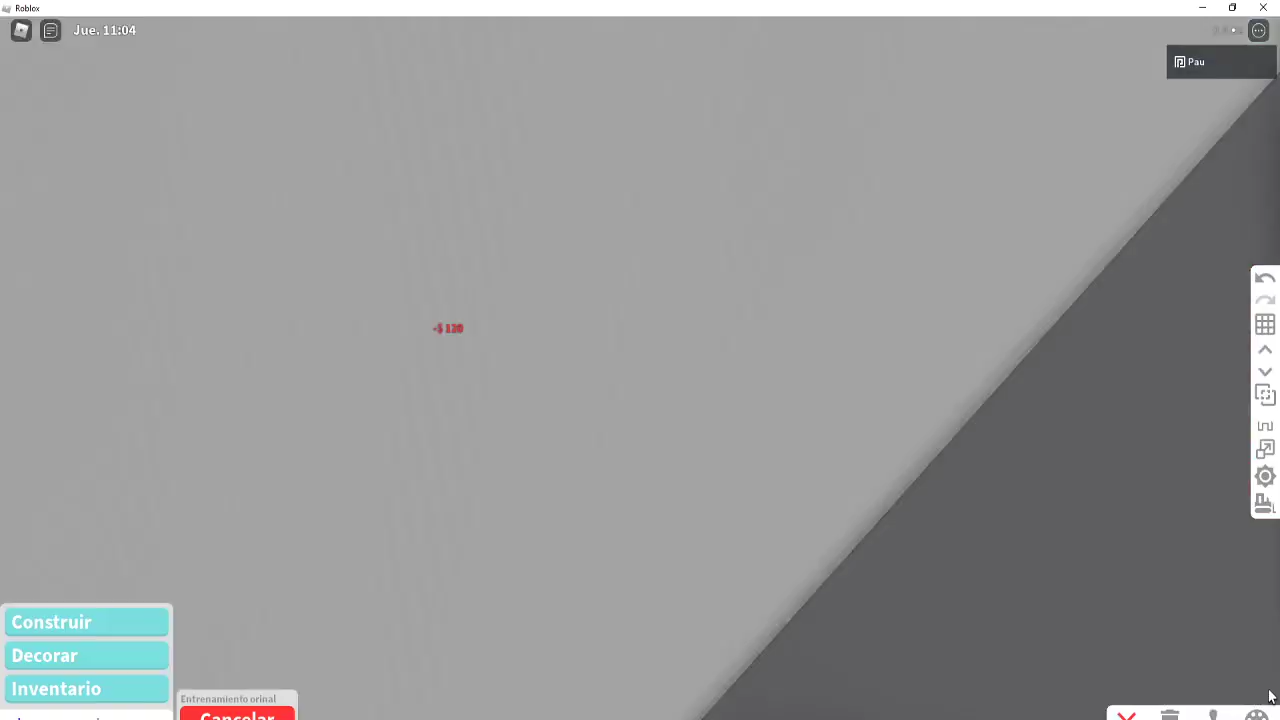 Roblox
Jue. 11:04
Pau
-$ 120
Construir
Decorar
Inventario
Entrenamiento orinal
Cancelar